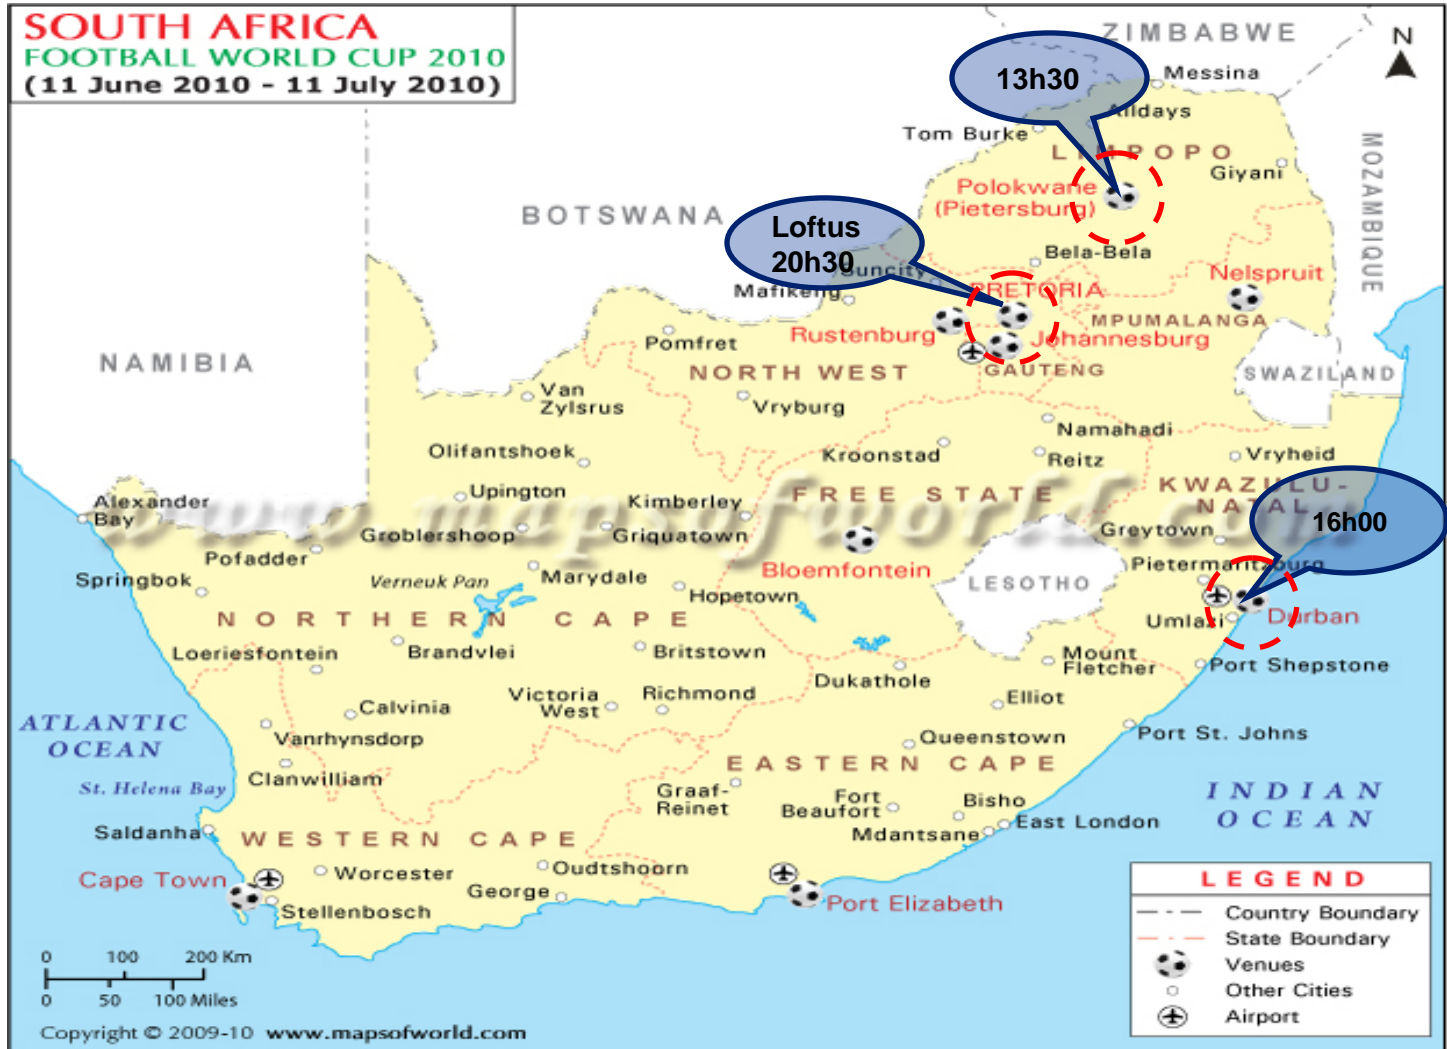 SOUTH AFRICA
FOOTBALL WORLD CUP 2010
(11 June 2010 - 11 July 2010)
ZIMBABWE
N
13h30
Messina
Alldays
Tom Burke
LIMPOPO
Giyani
MOZAMBIQUE
Polokwane
(Pietersburg)
BOTSWANA
Loftus
20h30
Bela-Bela
Suncity
Nelspruit
Mafikeng
PRETORIA
MPUMALANGA
Rustenburg
Johannesburg
Pomfret
NAMIBIA
NORTH WEST
GAUTENG
SWAZILAND
Van
Zylsrus
Vryburg
Namahadi
Olifantshoek
Kroonstad
Reitz
Vryheid
www.mapsofworld.com
Upington
Kimberley
FREE STATE
KWAZULU-
NATAL
Alexander
Bay
16h00
Groblershoop
Griquatown
Greytown
Pofadder
Bloemfontein
Pietermaritzburg
Springbok
Verneuk Pan
Marydale
LESOTHO
Hopetown
NORTHERN CAPE
Umlazi
Durban
Loeriesfontein
Brandvlei
Britstown
Mount
Fletcher
Port Shepstone
Dukathole
Victoria
West
Richmond
Elliot
Calvinia
ATLANTIC
OCEAN
Vanrhynsdorp
Queenstown
Port St. Johns
Clanwilliam
EASTERN CAPE
St. Helena Bay
Graaf-
Reinet
Fort
Beaufort
Bisho
INDIAN
OCEAN
Saldanha
WESTERN CAPE
Mdantsane
East London
Cape Town
Worcester
Oudtshoorn
George
Stellenbosch
Port Elizabeth
LEGEND
Country Boundary
State Boundary
Venues
Other Cities
Airport
0 100 200 Km
0 50 100 Miles
Copyright © 2009-10 www.mapsofworld.com